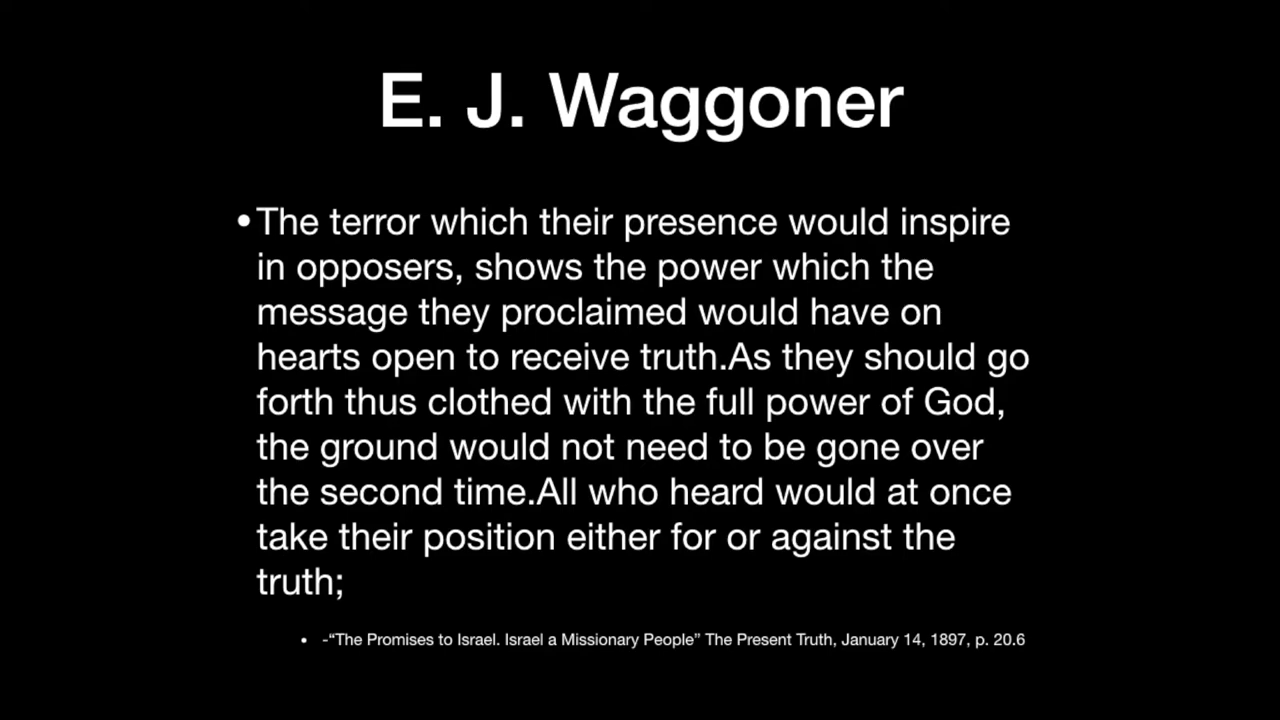 E. J. Waggoner
•The terror which their presence would inspire
in opposers, shows the power which the
message they proclaimed would have on
hearts open to receive truth.As they should go
forth thus clothed with the full power of God,
the ground would not need to be gone over
the second time.All who heard would at once
take their position either for or against the
truth;
• -“The Promises to Israel. Israel a Missionary People” The Present Truth, January 14, 1897, p. 20.6